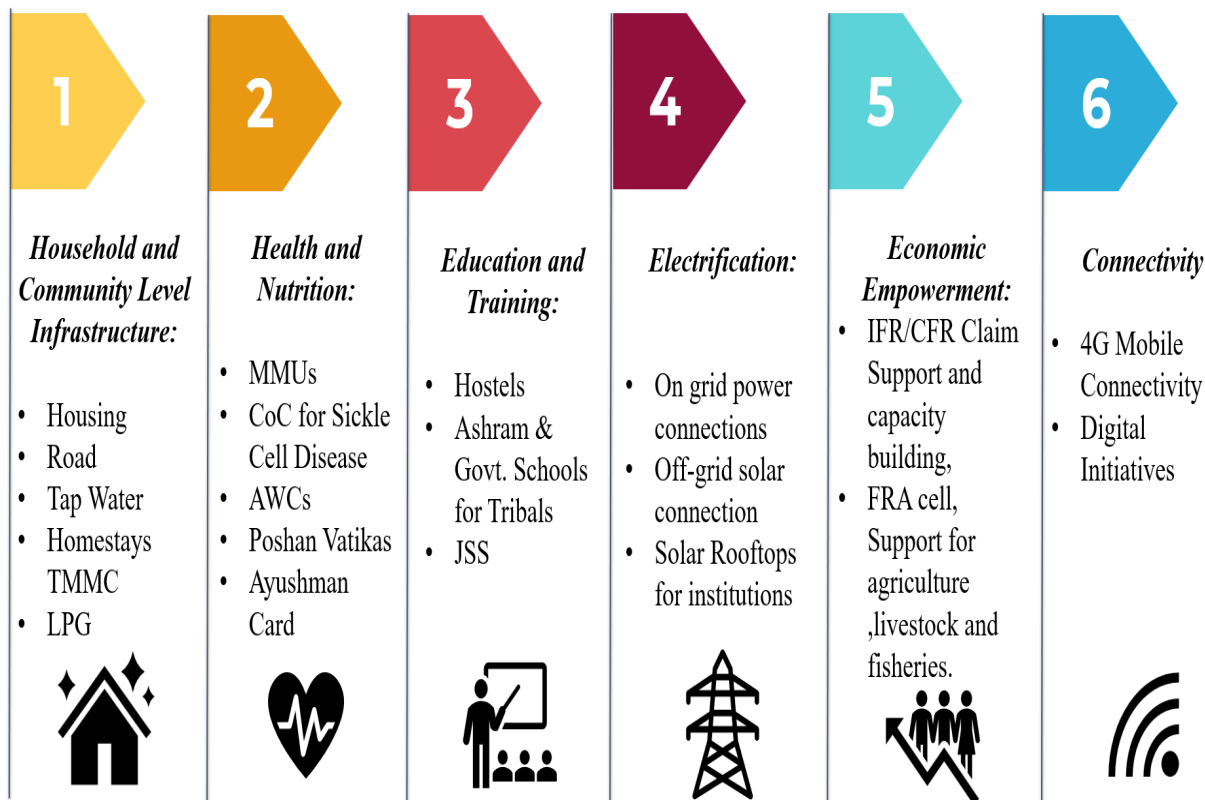 1
Household and
Community Level
Infrastructure:
• Housing
• Road
• Tap Water
• Homestays
TMMC
• LPG
2
Health and
Nutrition:
• MMUs
• CoC for Sickle
Cell Disease
• AWCs
• Poshan Vatikas
• Ayushman
Card
3
Education and
Training:
• Hostels
• Ashram &
Govt. Schools
for Tribals
• JSS
4
Electrification:
• On grid power
connections
• Off-grid solar
connection
• Solar Rooftops
for institutions
5
Economic
Empowerment:
• IFR/CFR Claim
Support and
capacity
building,
• FRA cell,
Support for
agriculture
,livestock and
fisheries.
6
Connectivity
• 4G Mobile
Connectivity
• Digital
Initiatives